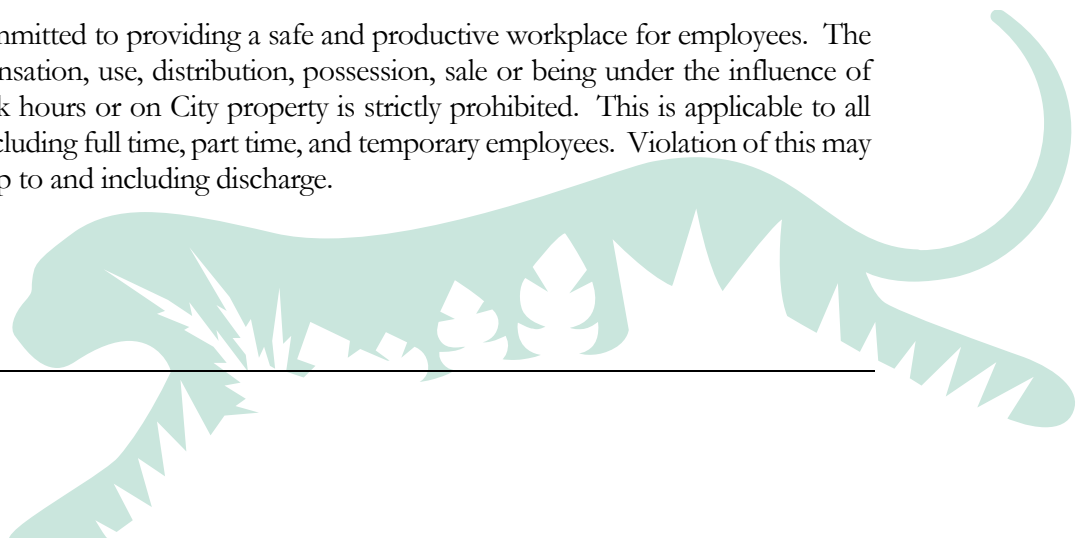 mmitted to providing a safe and productive workplace for employees. The
nsation, use, distribution, possession, sale or being under the influence of
k hours or on City property is strictly prohibited. This is applicable to all
cluding full time, part time, and temporary employees. Violation of this may
p to and including discharge.